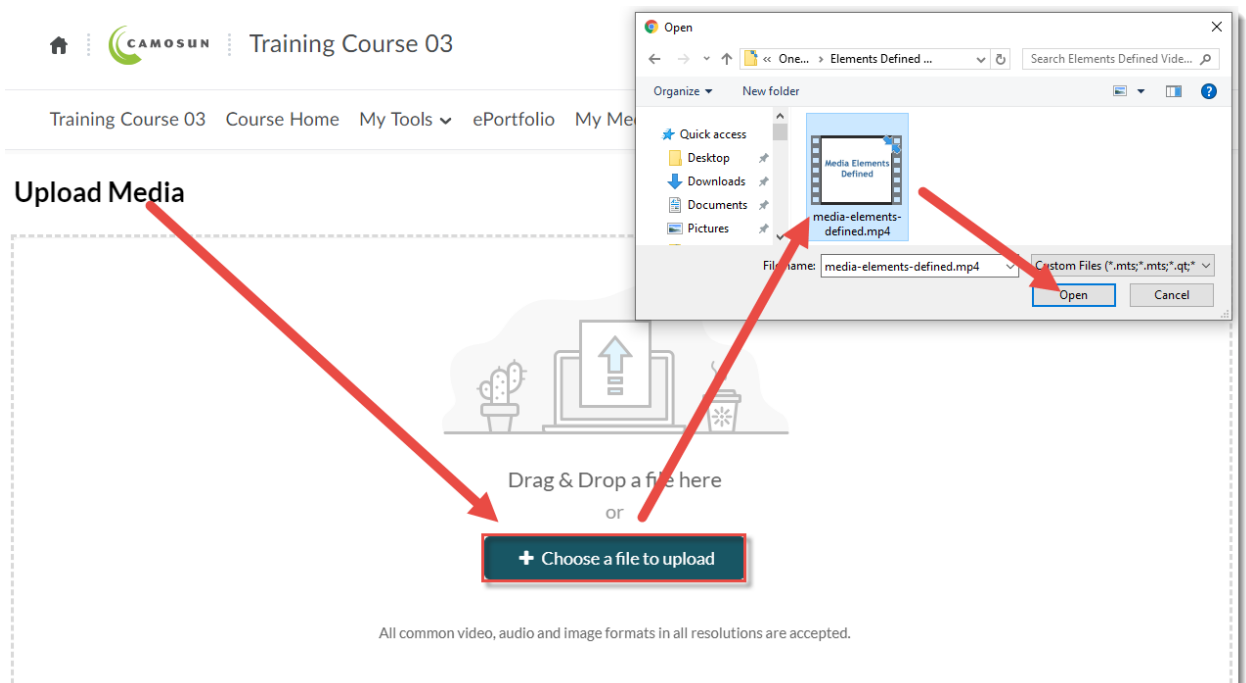 CAMOSUN
Training Course 03
Training Course 03 Course Home My Tools ePortfolio My Me
Upload Media
Drag & Drop a file here
or
+ Choose a file to upload
All common video, audio and image formats in all resolutions are accepted.
Open
« One... › Elements Defined ...
Search Elements Defined Vide...
Organize
New folder
Quick access
Desktop
Downloads
Documents
Pictures
Media Elements
Defined
media-elements-
defined.mp4
File name:
media-elements-defined.mp4
Custom Files (*.mts;*.mts;*.qt;*
Open
Cancel